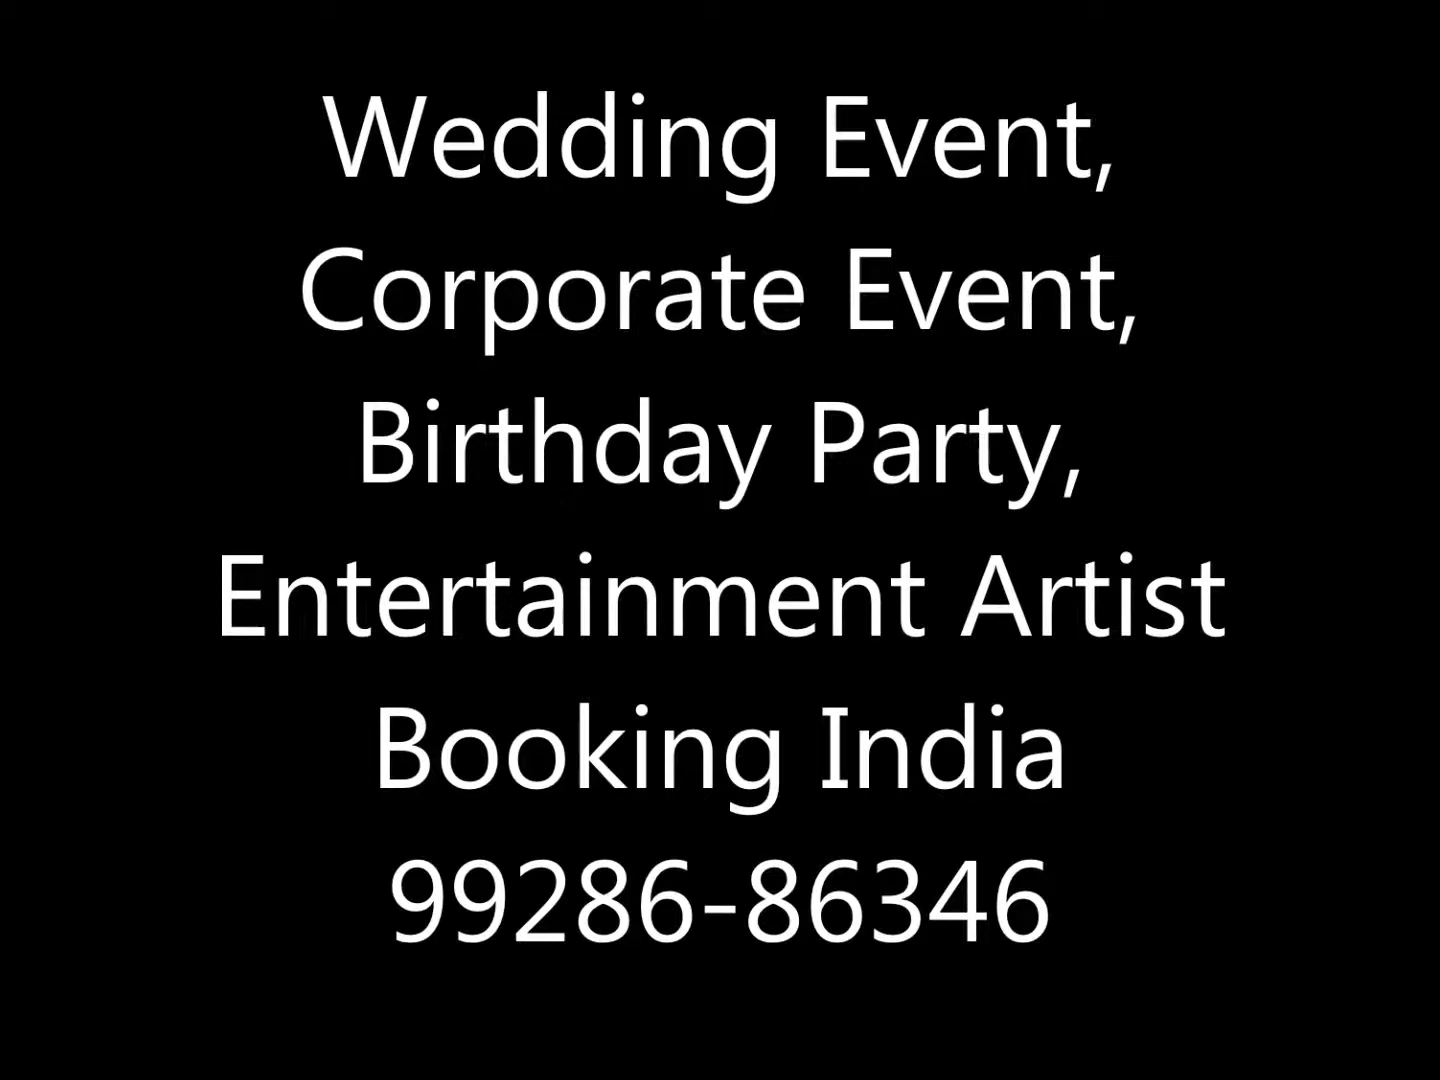 Wedding Event,
Corporate Event,
Birthday Party,
Entertainment Artist
Booking India
99286-86346